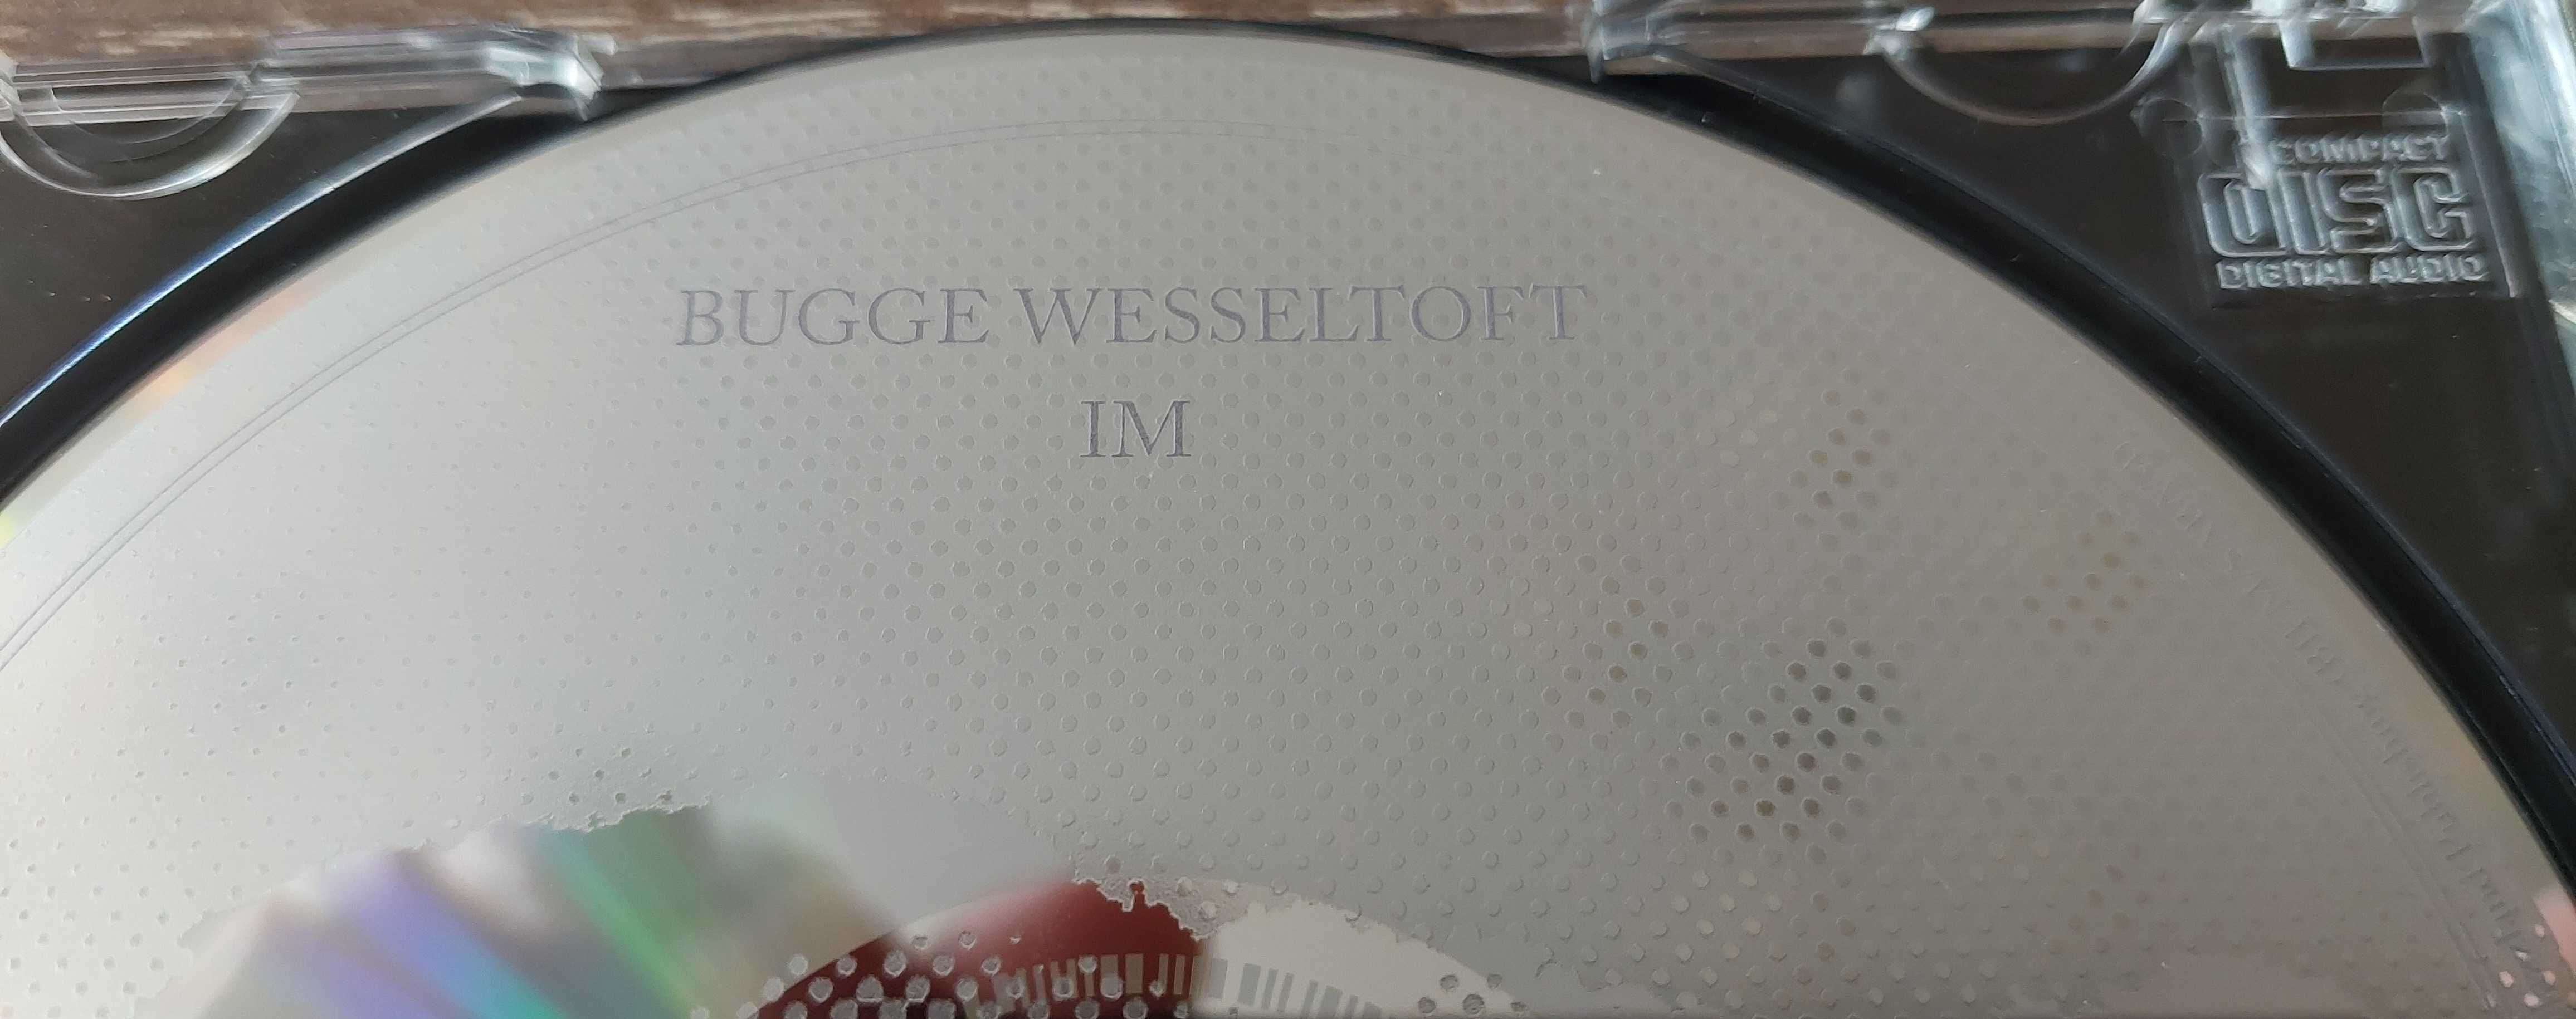 BUGGE WESSELTOFT
IM
COMPACT
DISC
DIGITAL AUDIO